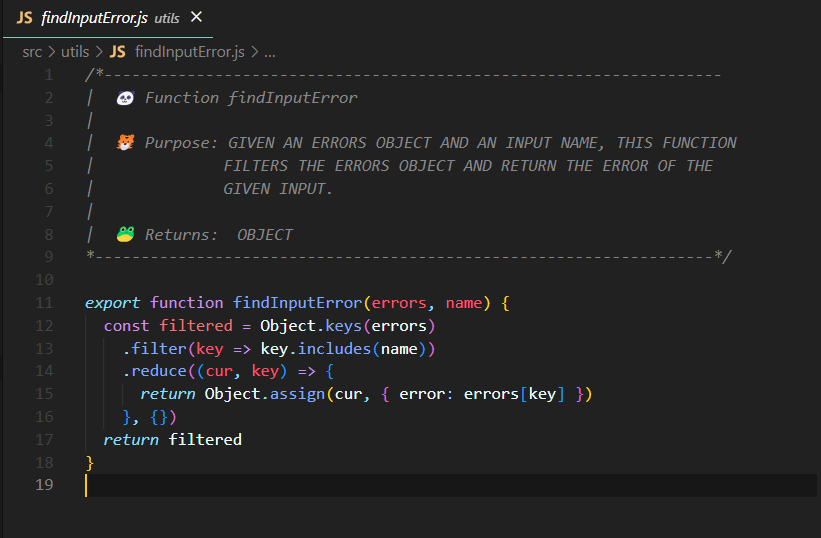 JS findInputError.js utils ×
src > utils > JS findInputError.js > ...
1 /*-------------------------------------------------------------------
2 | 🐼 Function findInputError
3 |
4 | 🐯 Purpose: GIVEN AN ERRORS OBJECT AND AN INPUT NAME, THIS FUNCTION
5 | FILTERS THE ERRORS OBJECT AND RETURN THE ERROR OF THE
6 | GIVEN INPUT.
7 |
8 | 🐸 Returns: OBJECT
9 *-------------------------------------------------------------------*/
10
11 export function findInputError(errors, name) {
12 const filtered = Object.keys(errors)
13 .filter(key => key.includes(name))
14 .reduce((cur, key) => {
15 return Object.assign(cur, { error: errors[key] })
16 }, {})
17 return filtered
18 }
19